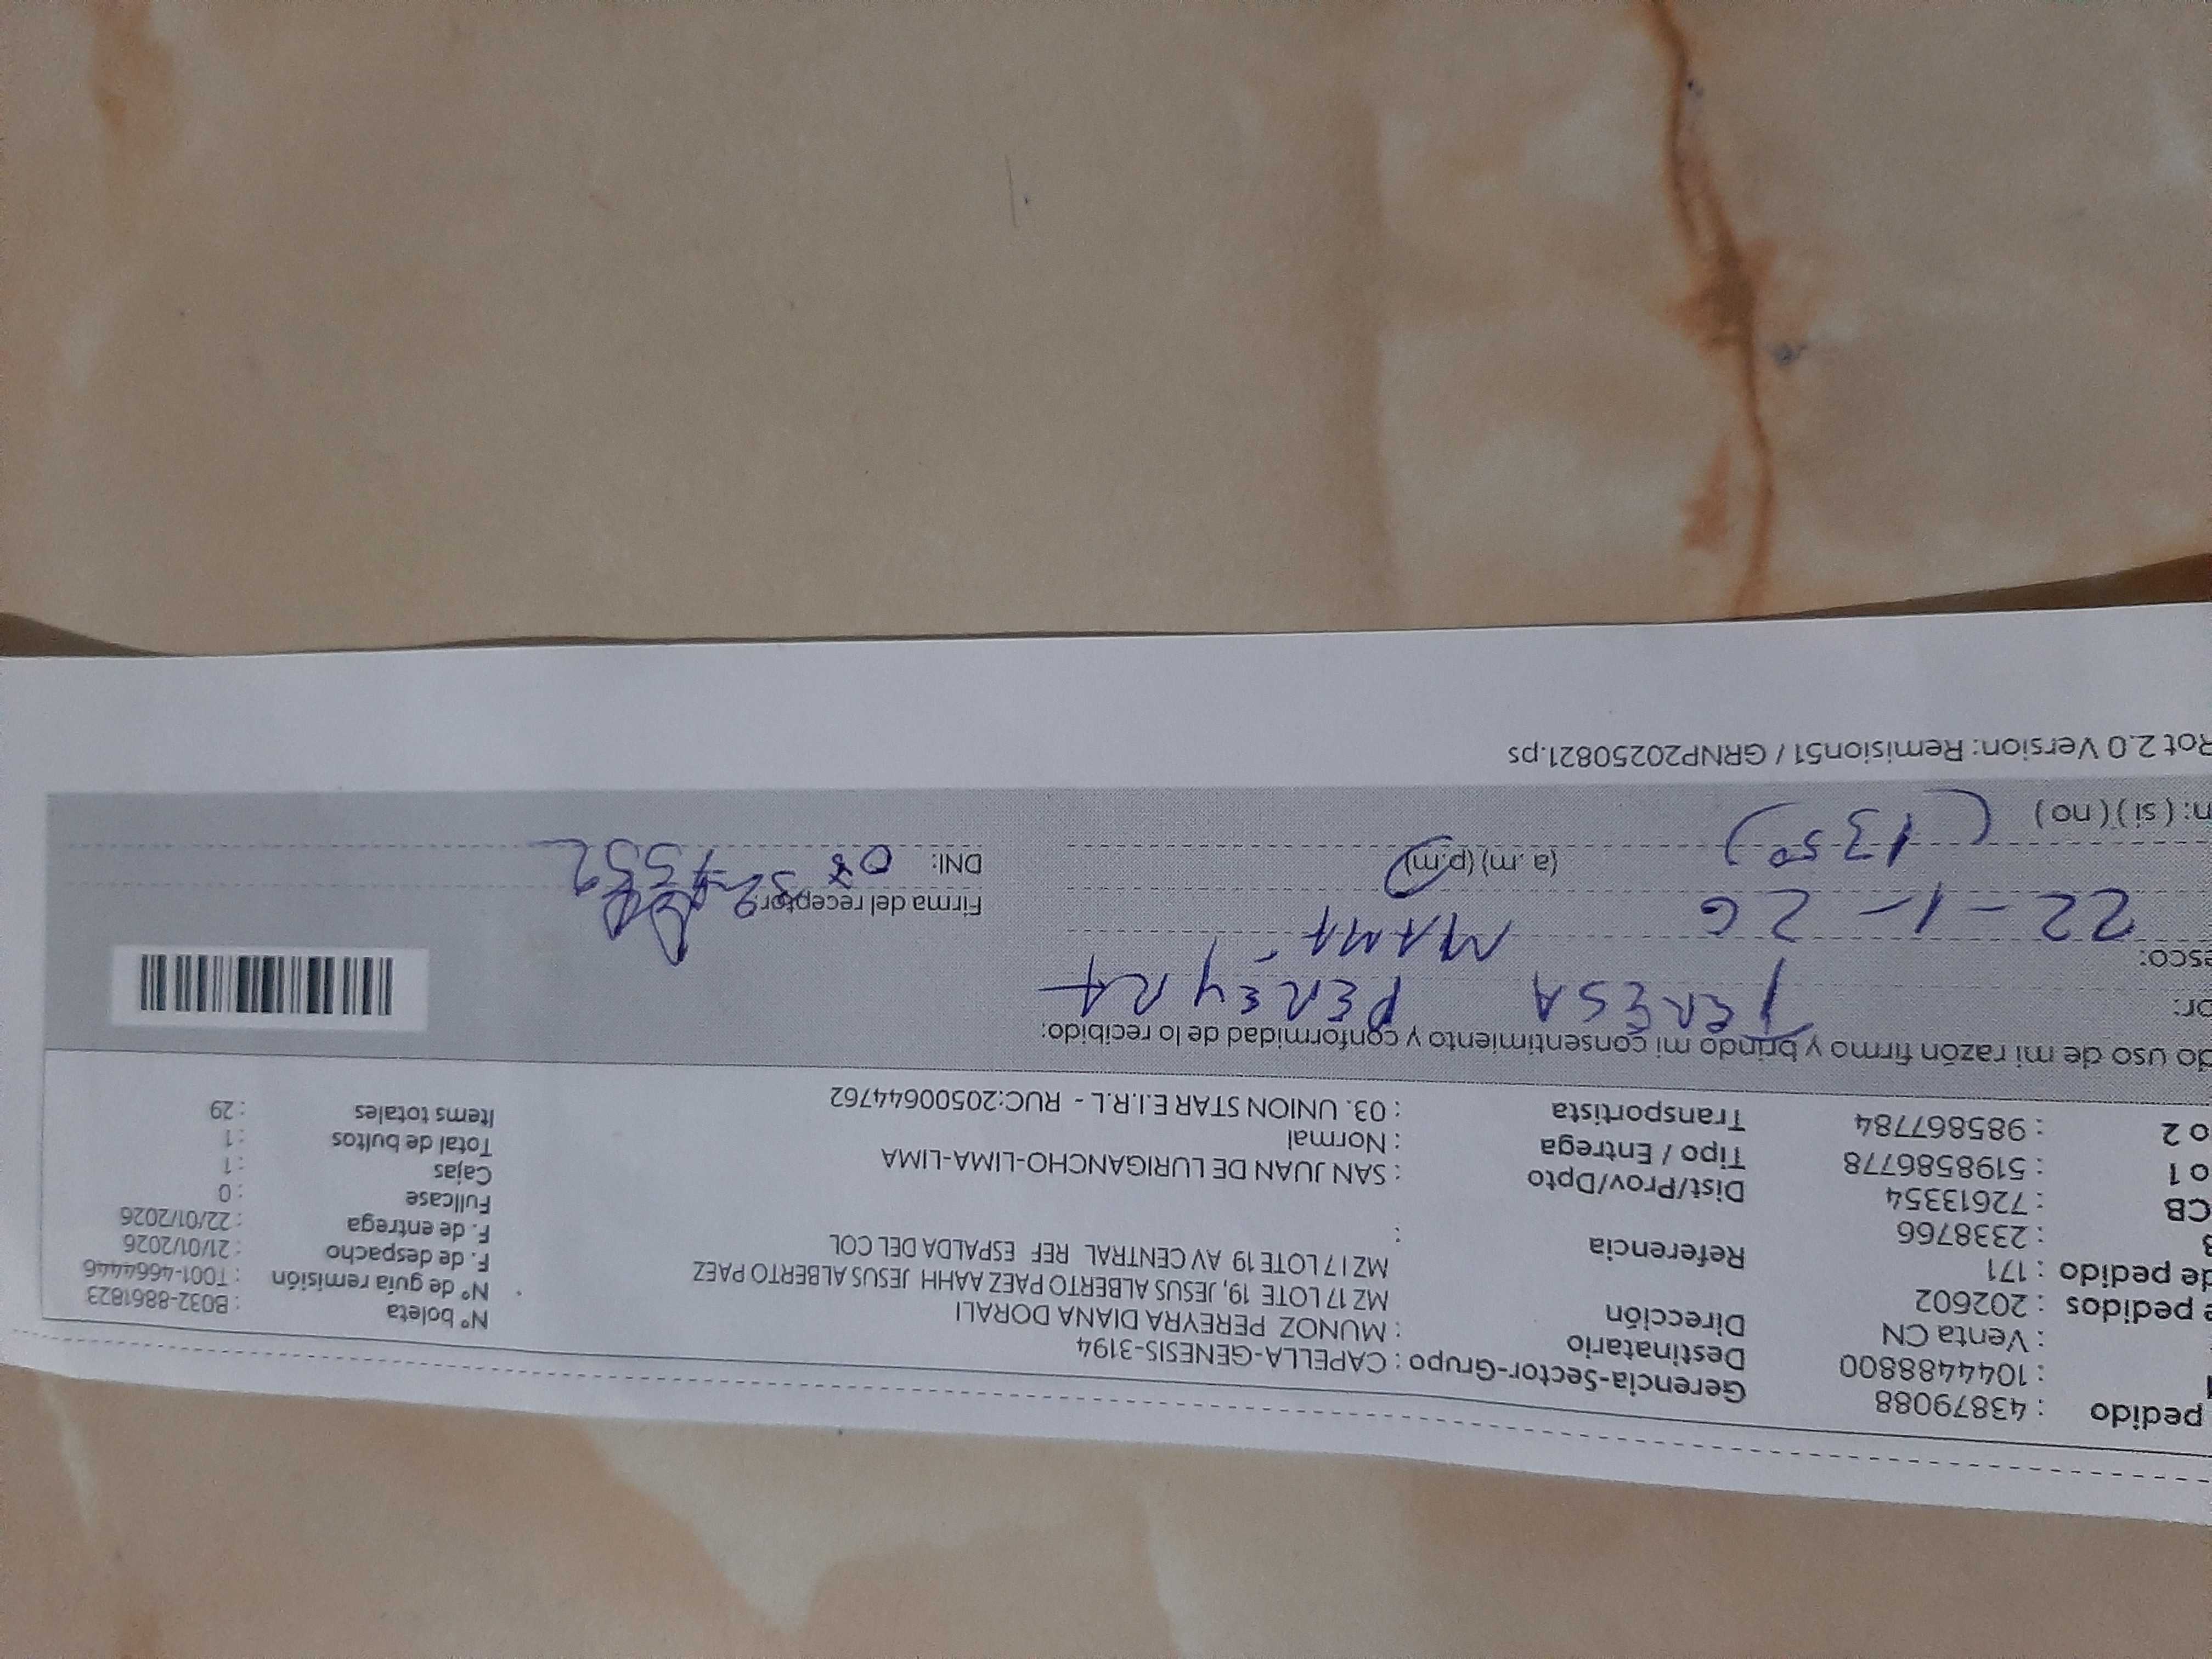 pedido : 43879088
: 104488800
: Venta CN
e pedidos : 202602
de pedido : 171
: 2338766
CB : 72613354
o 1 : 5198586778
o 2 : 985867784
Gerencia-Sector-Grupo : CAPELLA-GENESIS-3194
Destinatario : MUNOZ PEREYRA DIANA DORALI
Dirección MZ 17 LOTE 19, JESUS ALBERTO PAEZ AAHH JESUS ALBERTO PAEZ
MZ17 LOTE 19 AV CENTRAL REF ESPALDA DEL COL
Referencia :
Dist/Prov/Dpto : SAN JUAN DE LURIGANCHO-LIMA-LIMA
Tipo / Entrega : Normal
Transportista : 03. UNION STAR E.I.R.L - RUC:20500644762
N° boleta : B032-8861823
N° de guía remisión : T001-4664446
F. de despacho : 21/01/2026
F. de entrega : 22/01/2026
Fullcase : 0
Cajas : 1
Total de bultos : 1
Items totales : 29
do uso de mi razón firmo y brindo mi consentimiento y conformidad de lo recibido:
or: TERESA PEREYRA
esco: MAMA
22-1-26 (a.m) (p.m)
Firma del receptor:
DNI:
n: ( si ) ( no ) (13 50)
Rot 2.0 Version: Remision51 / GRNP20250821.ps